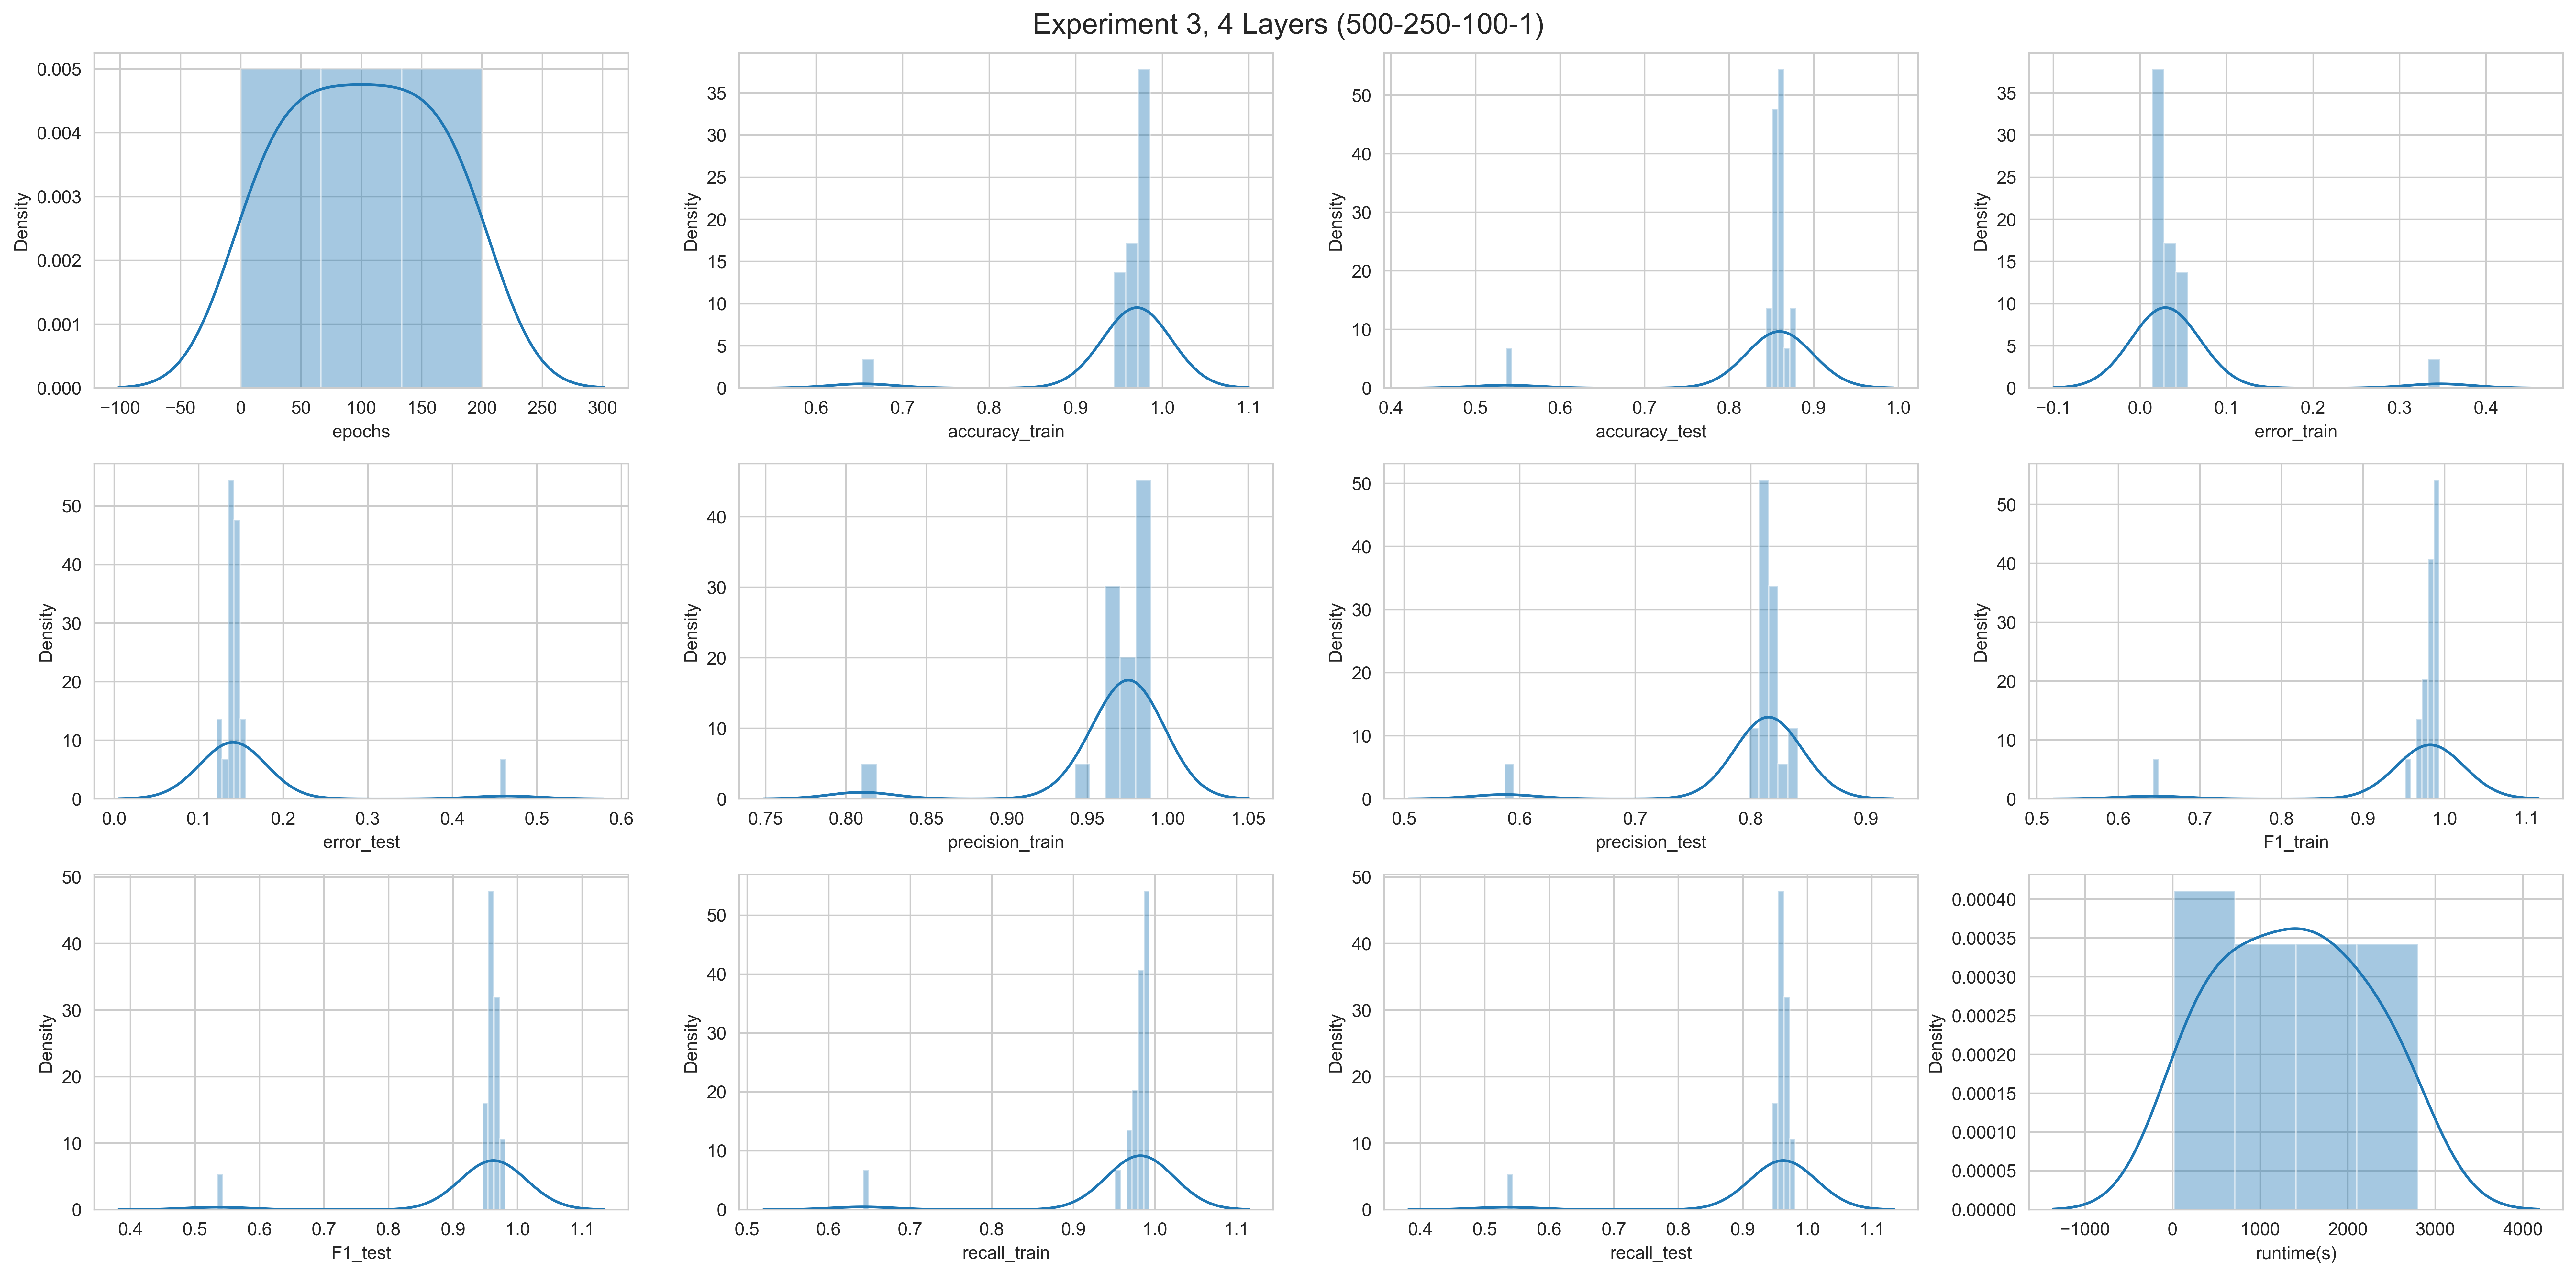 Experiment 3, 4 Layers (500-250-100-1)
Density
0.005
0.004
0.003
0.002
0.001
0.000
−100 −50 0 50 100 150 200 250 300
epochs
Density
35
30
25
20
15
10
5
0
0.6 0.7 0.8 0.9 1.0 1.1
accuracy_train
Density
50
40
30
20
10
0
0.4 0.5 0.6 0.7 0.8 0.9 1.0
accuracy_test
Density
35
30
25
20
15
10
5
0
−0.1 0.0 0.1 0.2 0.3 0.4
error_train
Density
50
40
30
20
10
0
0.0 0.1 0.2 0.3 0.4 0.5 0.6
error_test
Density
40
30
20
10
0
0.75 0.80 0.85 0.90 0.95 1.00 1.05
precision_train
Density
50
40
30
20
10
0
0.5 0.6 0.7 0.8 0.9
precision_test
Density
50
40
30
20
10
0
0.5 0.6 0.7 0.8 0.9 1.0 1.1
F1_train
Density
50
40
30
20
10
0
0.4 0.5 0.6 0.7 0.8 0.9 1.0 1.1
F1_test
Density
50
40
30
20
10
0
0.5 0.6 0.7 0.8 0.9 1.0 1.1
recall_train
Density
50
40
30
20
10
0
0.4 0.5 0.6 0.7 0.8 0.9 1.0 1.1
recall_test
Density
0.00040
0.00035
0.00030
0.00025
0.00020
0.00015
0.00010
0.00005
0.00000
−1000 0 1000 2000 3000 4000
runtime(s)